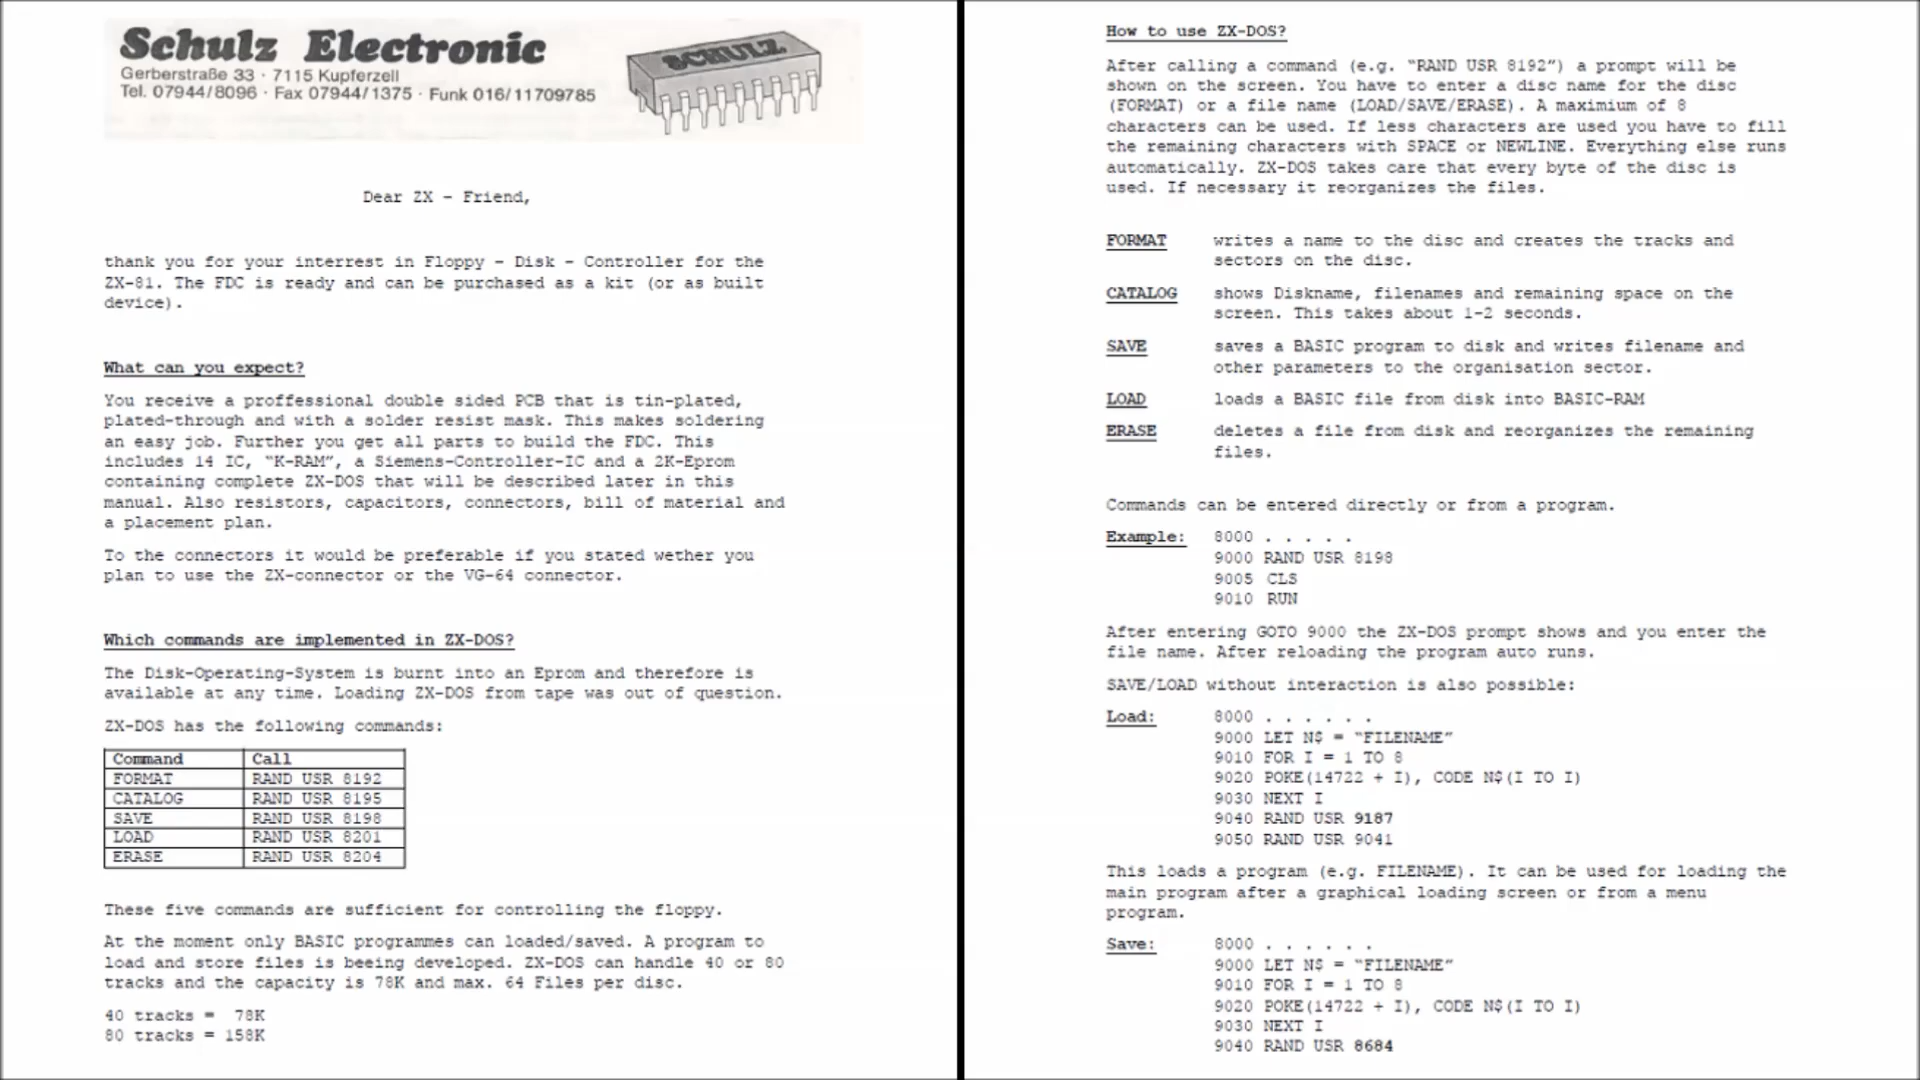 Schulz Electronic
Gerberstraße 33 · 7115 Kupferzell
Tel. 07944/8096 · Fax 07944/1375 · Funk 016/11709785
SCHULZ
Dear ZX - Friend,
thank you for your interrest in Floppy - Disk - Controller for the
ZX-81. The FDC is ready and can be purchased as a kit (or as built
device).
What can you expect?
You receive a proffessional double sided PCB that is tin-plated,
plated-through and with a solder resist mask. This makes soldering
an easy job. Further you get all parts to build the FDC. This
includes 14 IC, "K-RAM", a Siemens-Controller-IC and a 2K-Eprom
containing complete ZX-DOS that will be described later in this
manual. Also resistors, capacitors, connectors, bill of material and
a placement plan.
To the connectors it would be preferable if you stated wether you
plan to use the ZX-connector or the VG-64 connector.
Which commands are implemented in ZX-DOS?
The Disk-Operating-System is burnt into an Eprom and therefore is
available at any time. Loading ZX-DOS from tape was out of question.
ZX-DOS has the following commands:
Command Call
FORMAT RAND USR 8192
CATALOG RAND USR 8195
SAVE RAND USR 8198
LOAD RAND USR 8201
ERASE RAND USR 8204
These five commands are sufficient for controlling the floppy.
At the moment only BASIC programmes can loaded/saved. A program to
load and store files is beeing developed. ZX-DOS can handle 40 or 80
tracks and the capacity is 78K and max. 64 Files per disc.
40 tracks = 78K
80 tracks = 158K
How to use ZX-DOS?
After calling a command (e.g. "RAND USR 8192") a prompt will be
shown on the screen. You have to enter a disc name for the disc
(FORMAT) or a file name (LOAD/SAVE/ERASE). A maximium of 8
characters can be used. If less characters are used you have to fill
the remaining characters with SPACE or NEWLINE. Everything else runs
automatically. ZX-DOS takes care that every byte of the disc is
used. If necessary it reorganizes the files.
FORMAT writes a name to the disc and creates the tracks and
sectors on the disc.
CATALOG shows Diskname, filenames and remaining space on the
screen. This takes about 1-2 seconds.
SAVE saves a BASIC program to disk and writes filename and
other parameters to the organisation sector.
LOAD loads a BASIC file from disk into BASIC-RAM
ERASE deletes a file from disk and reorganizes the remaining
files.
Commands can be entered directly or from a program.
Example: 8000 . . . . .
9000 RAND USR 8198
9005 CLS
9010 RUN
After entering GOTO 9000 the ZX-DOS prompt shows and you enter the
file name. After reloading the program auto runs.
SAVE/LOAD without interaction is also possible:
Load: 8000 . . . . . .
9000 LET N$ = "FILENAME"
9010 FOR I = 1 TO 8
9020 POKE(14722 + I), CODE N$(I TO I)
9030 NEXT I
9040 RAND USR 9187
9050 RAND USR 9041
This loads a program (e.g. FILENAME). It can be used for loading the
main program after a graphical loading screen or from a menu
program.
Save: 8000 . . . . . .
9000 LET N$ = "FILENAME"
9010 FOR I = 1 TO 8
9020 POKE(14722 + I), CODE N$(I TO I)
9030 NEXT I
9040 RAND USR 8684